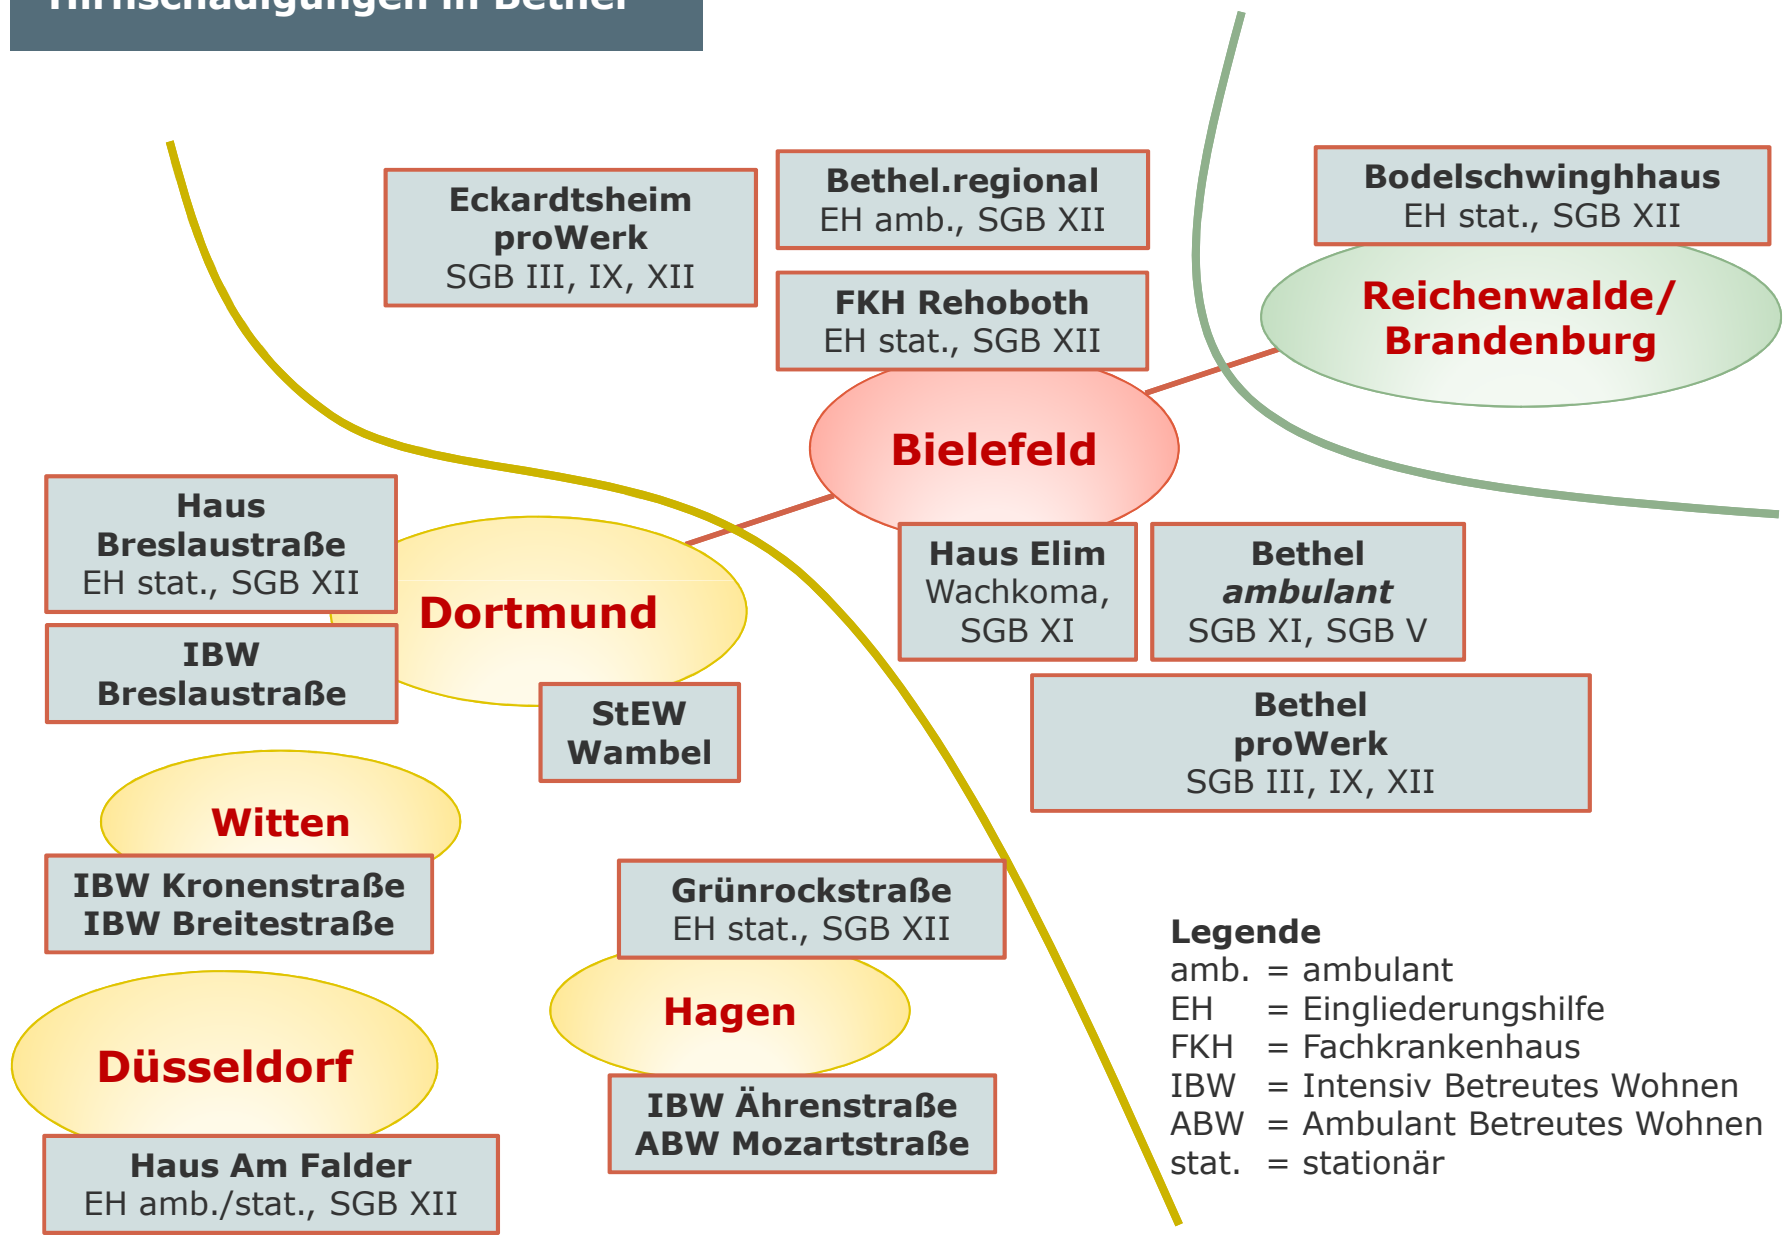 Hirnschädigungen in Bethel
Eckardtsheim
proWerk
SGB III, IX, XII
Bethel.regional
EH amb., SGB XII
FKH Rehoboth
EH stat., SGB XII
Bodelschwinghhaus
EH stat., SGB XII
Reichenwalde/
Brandenburg
Bielefeld
Haus
Breslaustraße
EH stat., SGB XII
Dortmund
IBW
Breslaustraße
StEW
Wambel
Haus Elim
Wachkoma,
SGB XI
Bethel
ambulant
SGB XI, SGB V
Bethel
proWerk
SGB III, IX, XII
Witten
IBW Kronenstraße
IBW Breitestraße
Grünrockstraße
EH stat., SGB XII
Hagen
IBW Ährenstraße
ABW Mozartstraße
Düsseldorf
Haus Am Falder
EH amb./stat., SGB XII
Legende
amb. = ambulant
EH = Eingliederungshilfe
FKH = Fachkrankenhaus
IBW = Intensiv Betreutes Wohnen
ABW = Ambulant Betreutes Wohnen
stat. = stationär